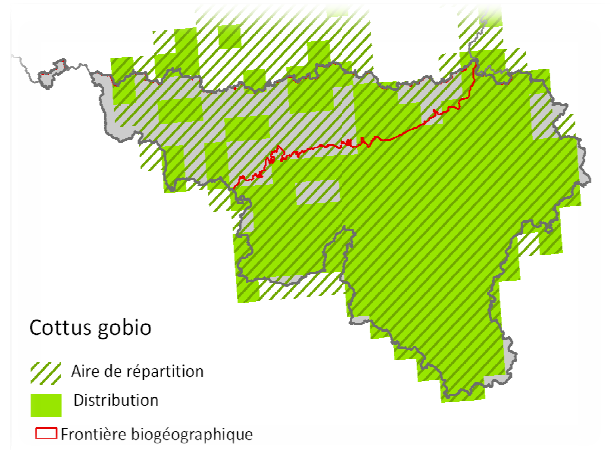 Cottus gobio
Aire de répartition
Distribution
Frontière biogéographique